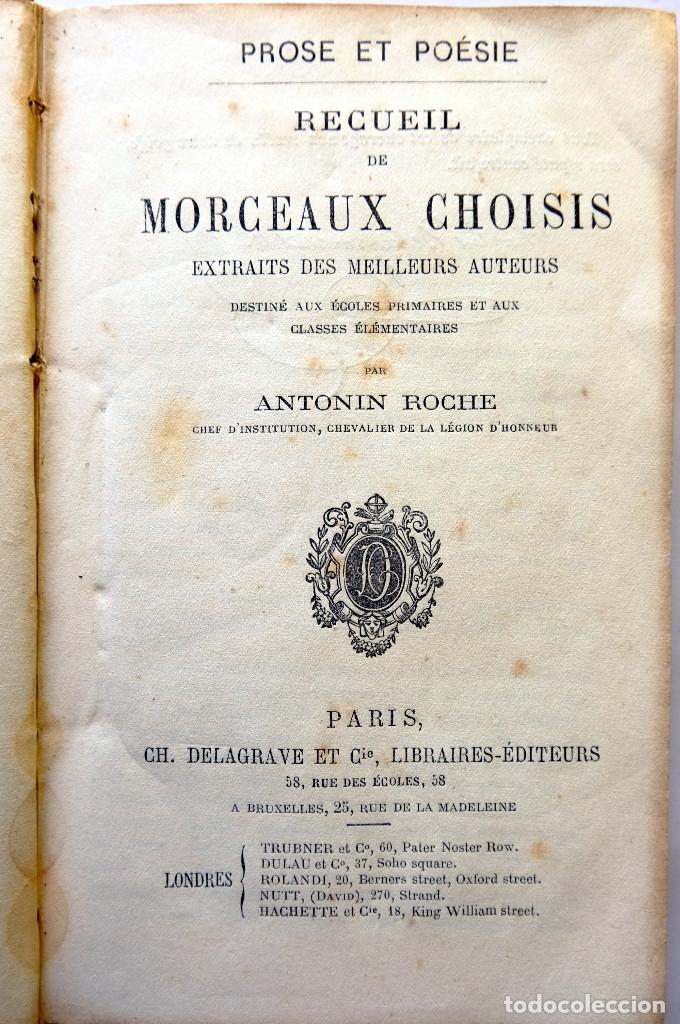 PROSE ET POÉSIE
RECUEIL
DE
MORCEAUX CHOISIS
EXTRAITS DES MEILLEURS AUTEURS
DESTINÉ AUX ÉCOLES PRIMAIRES ET AUX
CLASSES ÉLÉMENTAIRES
PAR
ANTONIN ROCHE
CHEF D'INSTITUTION, CHEVALIER DE LA LÉGION D'HONNEUR
PARIS,
CH. DELAGRAVE ET Cie, LIBRAIRES-ÉDITEURS
58, RUE DES ÉCOLES, 58
A BRUXELLES, 25, RUE DE LA MADELEINE
LONDRES
TRUBNER et Co, 60, Pater Noster Row.
DULAU et Co, 37, Soho square.
ROLANDI, 20, Berners street, Oxford street.
NUTT, (DAVID), 270, Strand.
HACHETTE et Cie, 18, King William street.
todocoleccion